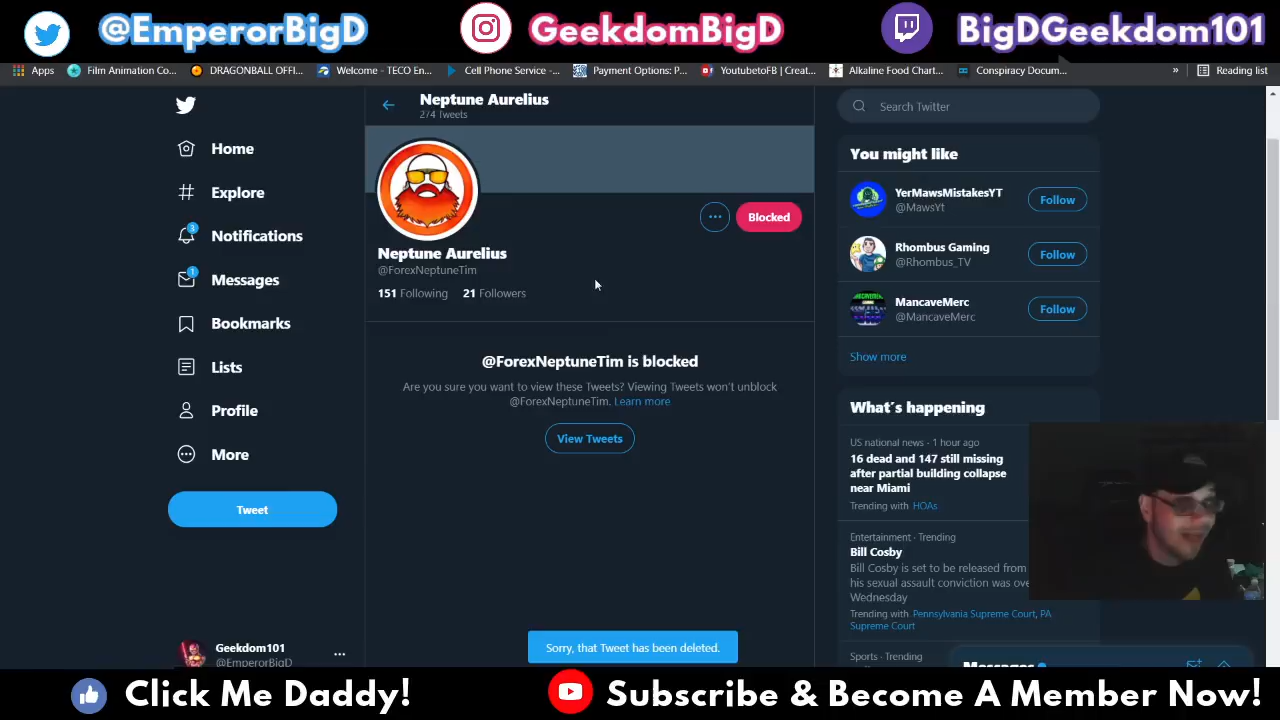 @EmperorBigD
GeekdomBigD
BigDGeekdom101
Apps
Film Animation Co...
DRAGONBALL OFFI...
Welcome - TECO En...
Cell Phone Service -...
Payment Options: P...
YoutubetoFB | Creat...
Alkaline Food Chart...
Conspiracy Docum...
»
Reading list
Neptune Aurelius
274 Tweets
Home
Explore
3
Notifications
1
Messages
Bookmarks
Lists
Profile
More
Tweet
Geekdom101
@EmperorBigD
Blocked
Neptune Aurelius
@ForexNeptuneTim
151 Following 21 Followers
@ForexNeptuneTim is blocked
Are you sure you want to view these Tweets? Viewing Tweets won't unblock
@ForexNeptuneTim. Learn more
View Tweets
Sorry, that Tweet has been deleted.
Search Twitter
You might like
YerMawsMistakesYT
@MawsYt
Follow
Rhombus Gaming
@Rhombus_TV
Follow
MancaveMerc
@MancaveMerc
Follow
Show more
What's happening
US national news · 1 hour ago
16 dead and 147 still missing
after partial building collapse
near Miami
Trending with HOAs
Entertainment · Trending
Bill Cosby
Bill Cosby is set to be released from
his sexual assault conviction was ove
Wednesday
Trending with Pennsylvania Supreme Court, PA
Supreme Court
Sports · Trending
Messages
Click Me Daddy!
Subscribe & Become A Member Now!